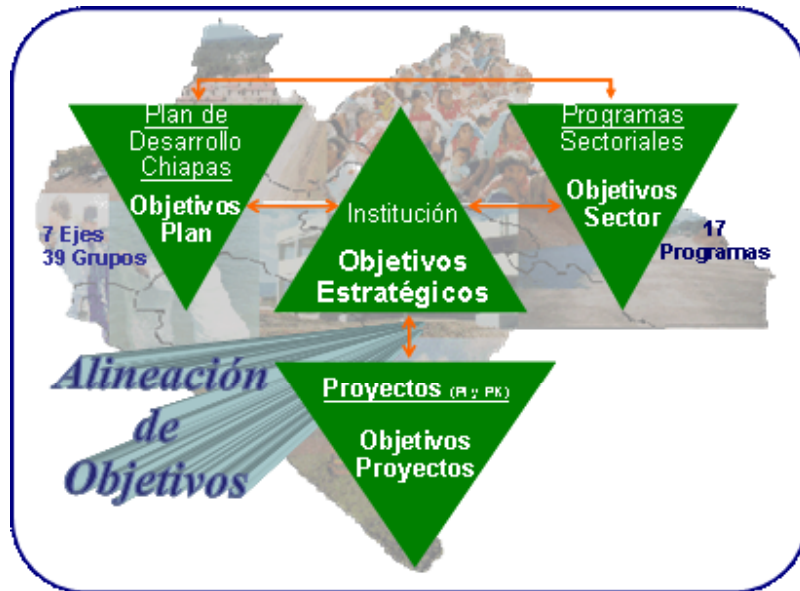 Plan de
Desarrollo
Chiapas
Objetivos
Plan
7 Ejes
39 Grupos
Institución
Objetivos
Estratégicos
Programas
Sectoriales
Objetivos
Sector
17
Programas
Proyectos (PI y PK)
Objetivos
Proyectos
Alineación
de
Objetivos